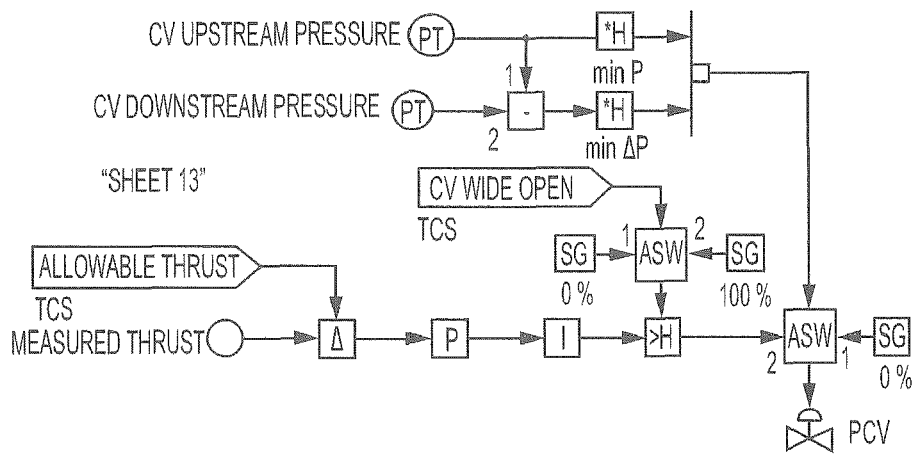 CV UPSTREAM PRESSURE PT *H
min P
1
CV DOWNSTREAM PRESSURE PT - *H
2
min ΔP
"SHEET 13"
CV WIDE OPEN
TCS
1 2
SG ASW SG
0 % 100 %
ALLOWABLE THRUST
TCS
MEASURED THRUST Δ P I >H ASW SG
2 1
0 %
PCV